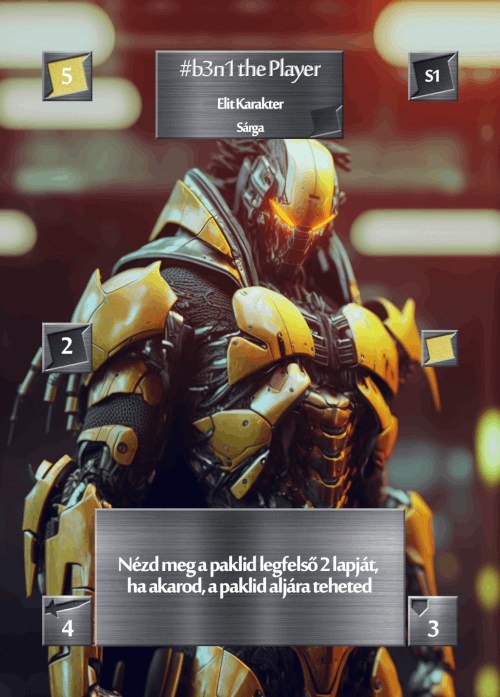 5
#b3n1 the Player
S1
Elit Karakter
Sárga
2
Nézd meg a paklid legfelső 2 lapját,
ha akarod, a paklid aljára teheted
4
3